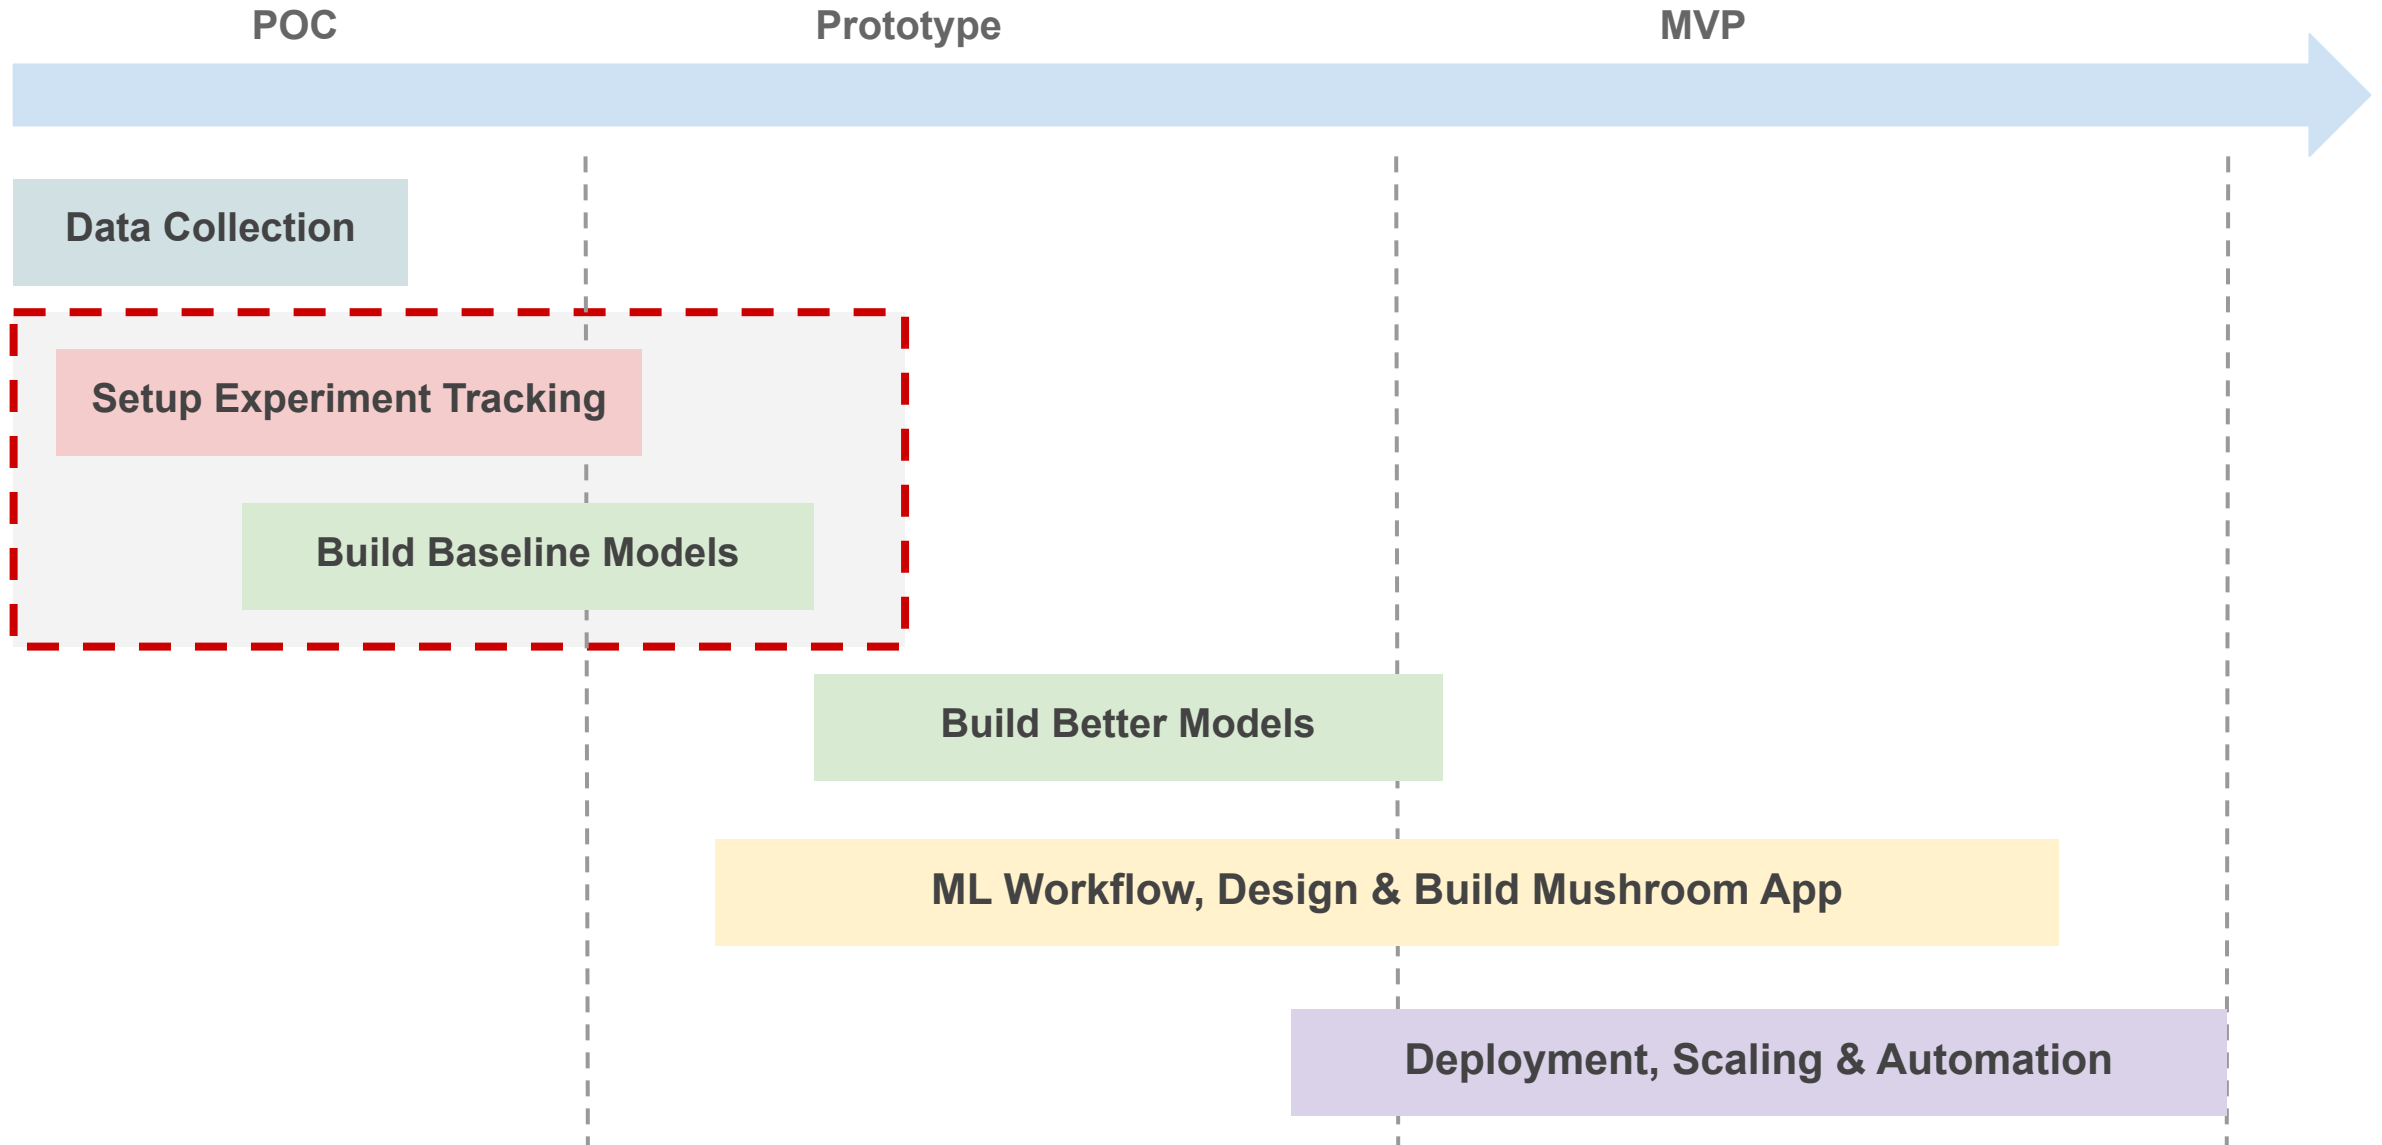 POC
Prototype
MVP
Data Collection
Setup Experiment Tracking
Build Baseline Models
Build Better Models
ML Workflow, Design & Build Mushroom App
Deployment, Scaling & Automation